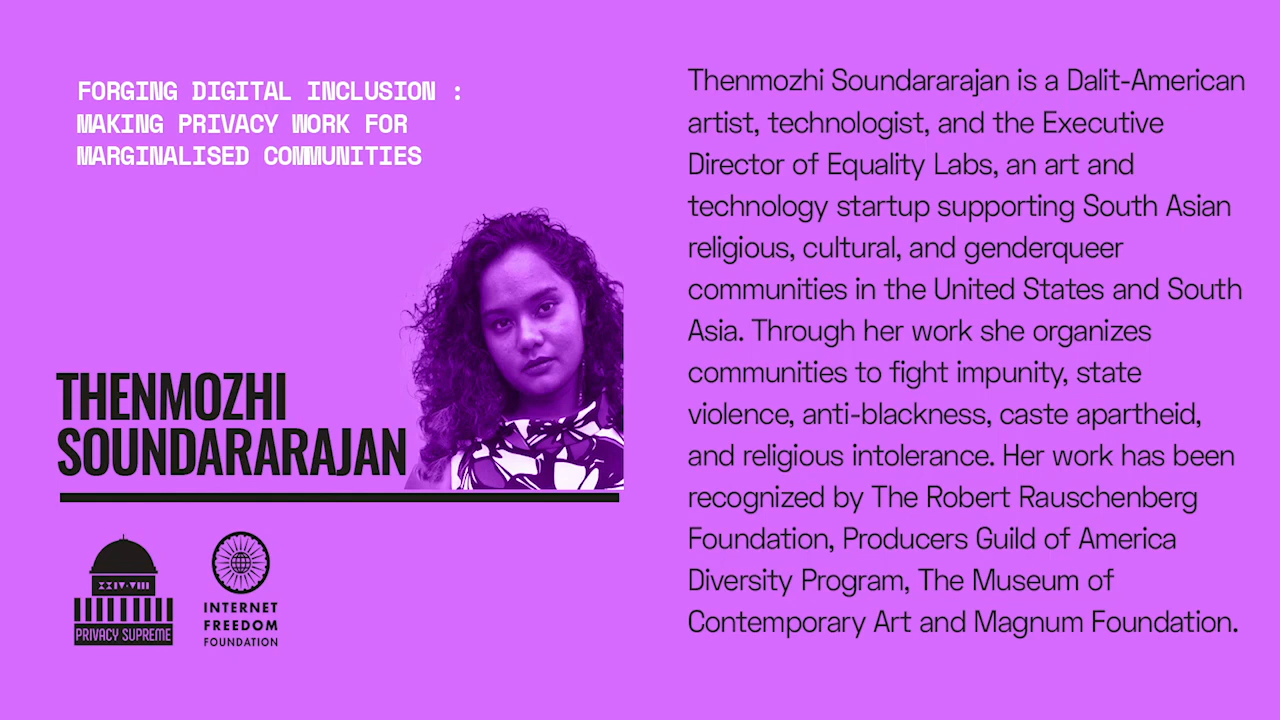 FORGING DIGITAL INCLUSION :
MAKING PRIVACY WORK FOR
MARGINALISED COMMUNITIES
THENMOZHI
SOUNDARARAJAN
XXIV·VIII
PRIVACY SUPREME
INTERNET
FREEDOM
FOUNDATION
Thenmozhi Soundararajan is a Dalit-American
artist, technologist, and the Executive
Director of Equality Labs, an art and
technology startup supporting South Asian
religious, cultural, and genderqueer
communities in the United States and South
Asia. Through her work she organizes
communities to fight impunity, state
violence, anti-blackness, caste apartheid,
and religious intolerance. Her work has been
recognized by The Robert Rauschenberg
Foundation, Producers Guild of America
Diversity Program, The Museum of
Contemporary Art and Magnum Foundation.